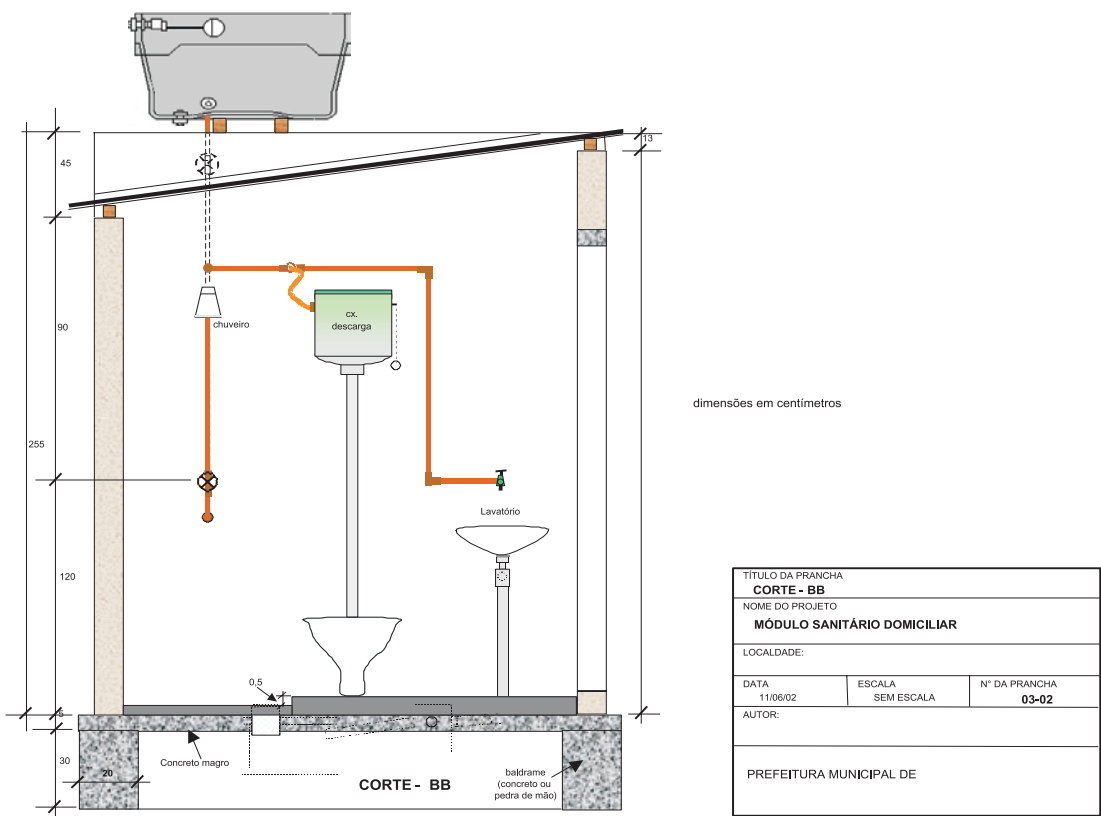 13
45
chuveiro
cx.
descarga
90
dimensões em centímetros
255
Lavatório
120
0,5
5
Concreto magro
30
20
CORTE - BB
baldrame
(concreto ou
pedra de mão)
TÍTULO DA PRANCHA
CORTE - BB
NOME DO PROJETO
MÓDULO SANITÁRIO DOMICILIAR
LOCALDADE:
DATA
11/06/02
ESCALA
SEM ESCALA
N° DA PRANCHA
03-02
AUTOR:
PREFEITURA MUNICIPAL DE